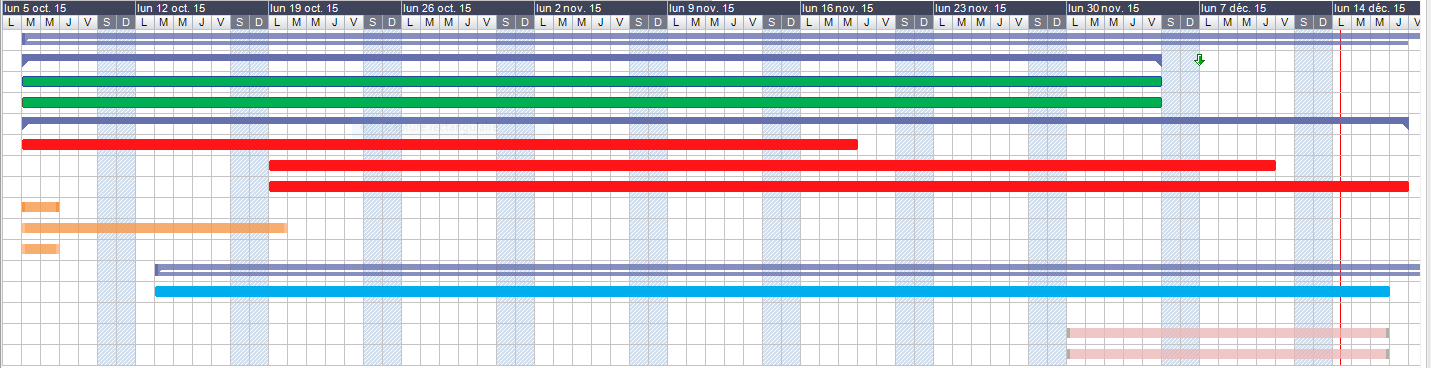 lun 5 oct. 15 lun 12 oct. 15 lun 19 oct. 15 lun 26 oct. 15 lun 2 nov. 15 lun 9 nov. 15 lun 16 nov. 15 lun 23 nov. 15 lun 30 nov. 15 lun 7 déc. 15 lun 14 déc. 15
L M M J V S D L M M J V S D L M M J V S D L M M J V S D L M M J V S D L M M J V S D L M M J V S D L M M J V S D L M M J V S D L M M J V S D L M M J V
Capture rectangulaire